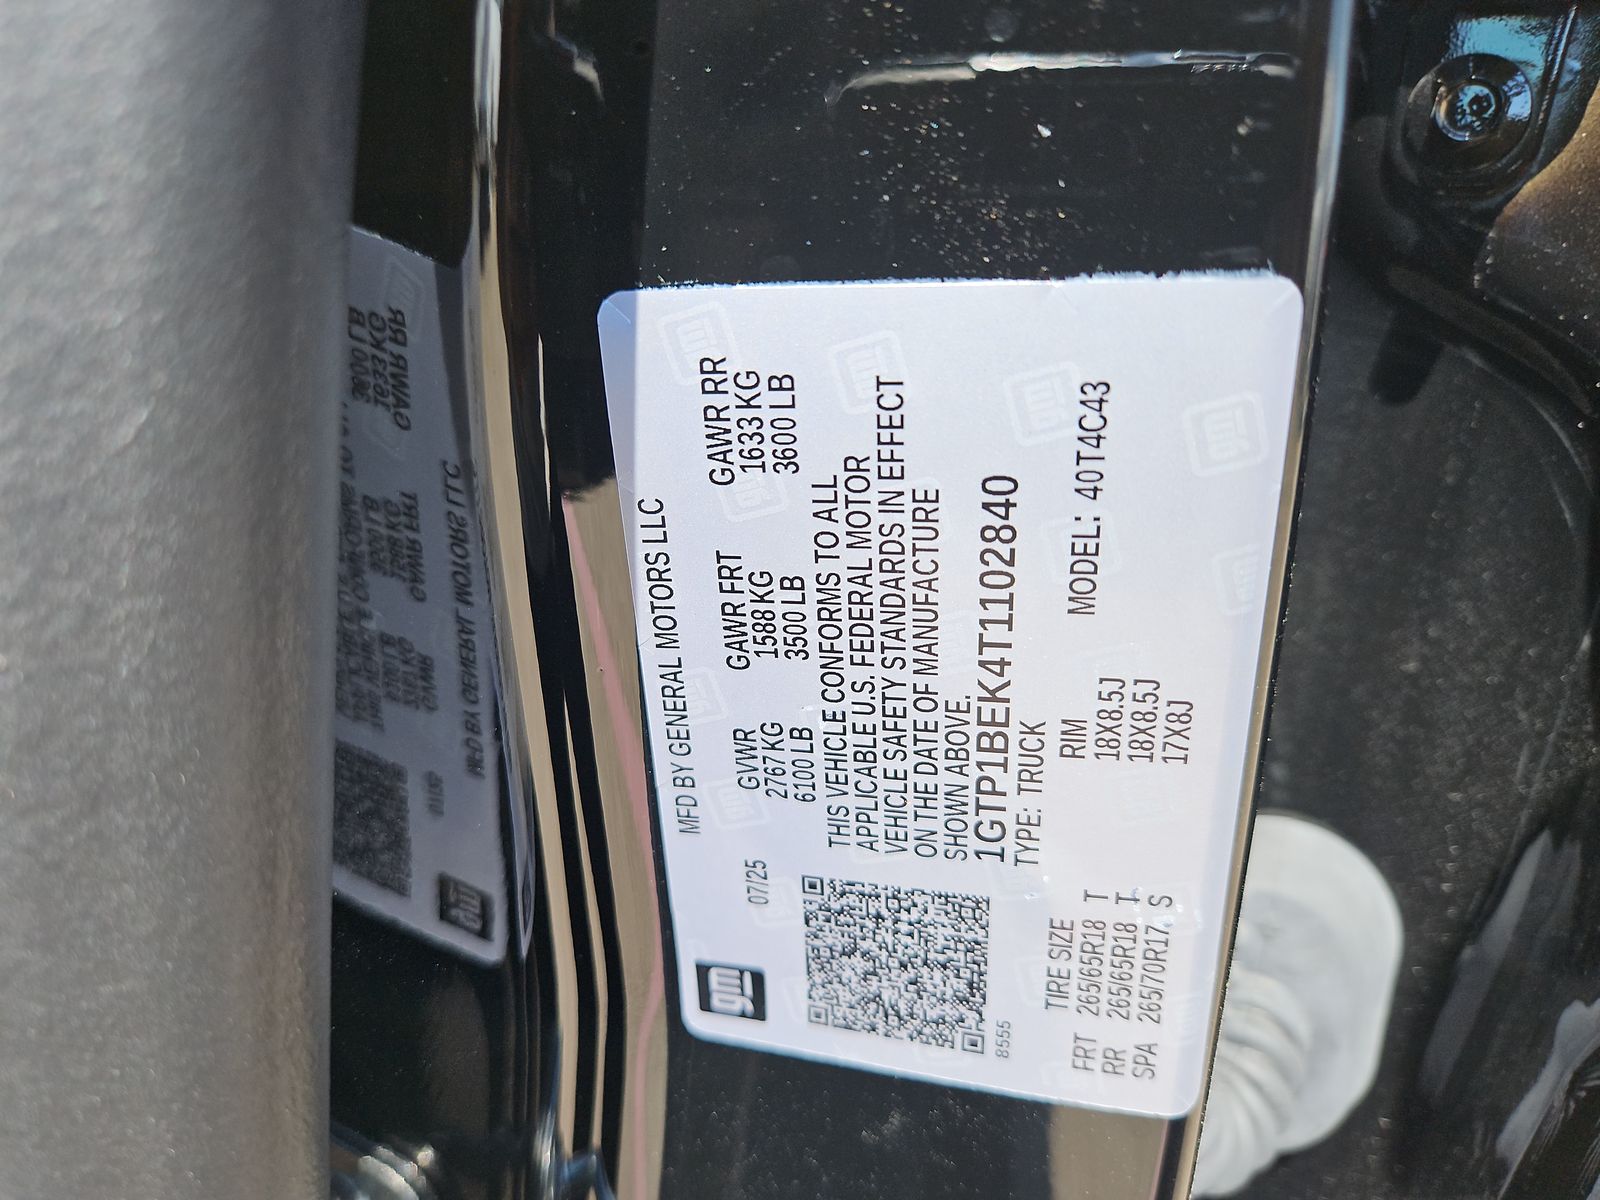 gm
MFD BY GENERAL MOTORS LLC
07/25
GVWR GAWR FRT GAWR RR
2767 KG 1588 KG 1633 KG
6100 LB 3500 LB 3600 LB
THIS VEHICLE CONFORMS TO ALL
APPLICABLE U.S. FEDERAL MOTOR
VEHICLE SAFETY STANDARDS IN EFFECT
ON THE DATE OF MANUFACTURE
SHOWN ABOVE.
1GTP1BEK4T1102840
8555
TYPE: TRUCK
MODEL: 40T4C43
TIRE SIZE RIM
FRT 265/65R18 T 18X8.5J
RR 265/65R18 T 18X8.5J
SPA 265/70R17 S 17X8J